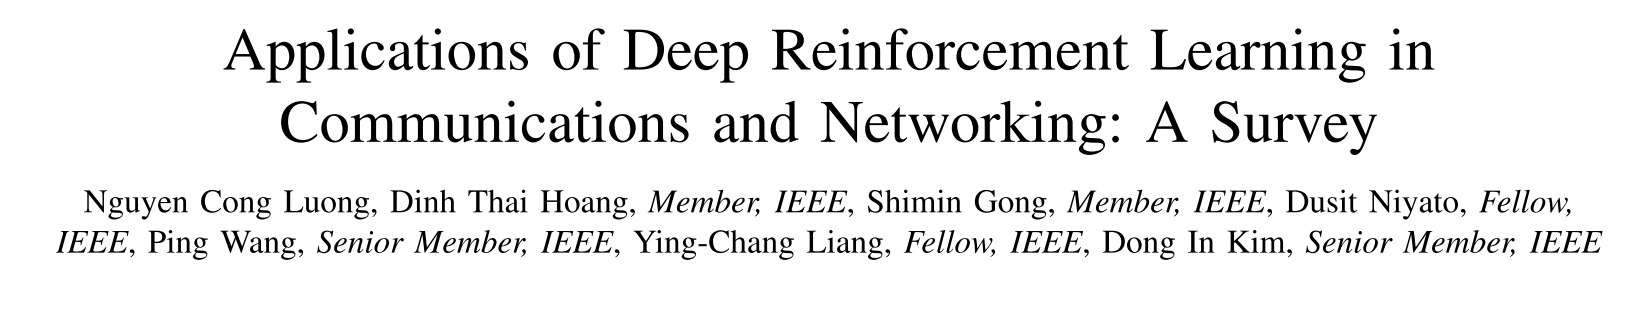 Applications of Deep Reinforcement Learning in
Communications and Networking: A Survey
Nguyen Cong Luong, Dinh Thai Hoang, Member, IEEE, Shimin Gong, Member, IEEE, Dusit Niyato, Fellow,
IEEE, Ping Wang, Senior Member, IEEE, Ying-Chang Liang, Fellow, IEEE, Dong In Kim, Senior Member, IEEE